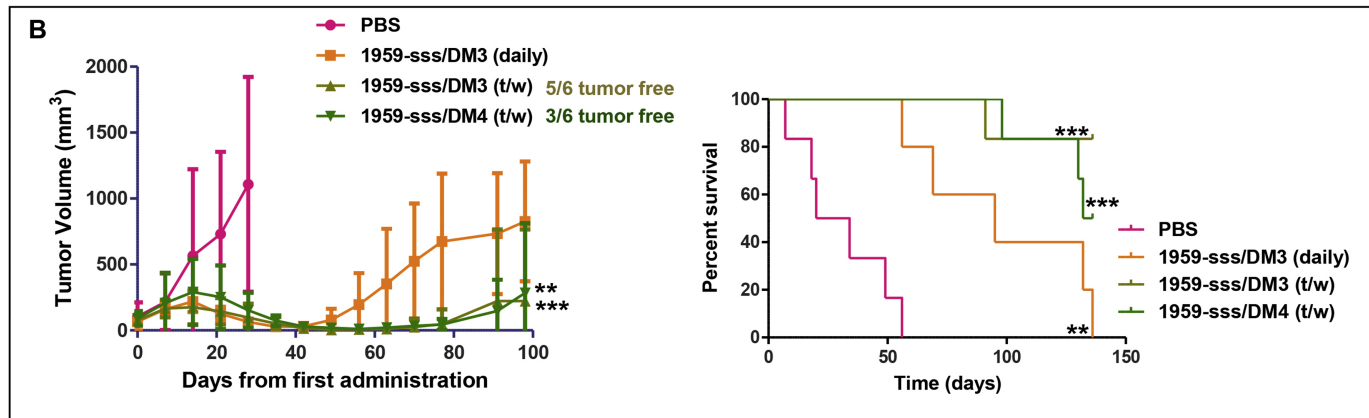 B
PBS
1959-sss/DM3 (daily)
1959-sss/DM3 (t/w) 5/6 tumor free
1959-sss/DM4 (t/w) 3/6 tumor free
Tumor Volume (mm³)
2000
1500
1000
500
0
0 20 40 60 80 100
Days from first administration
**
***
Percent survival
100
80
60
40
20
0
0 50 100 150
Time (days)
***
***
**
PBS
1959-sss/DM3 (daily)
1959-sss/DM3 (t/w)
1959-sss/DM4 (t/w)